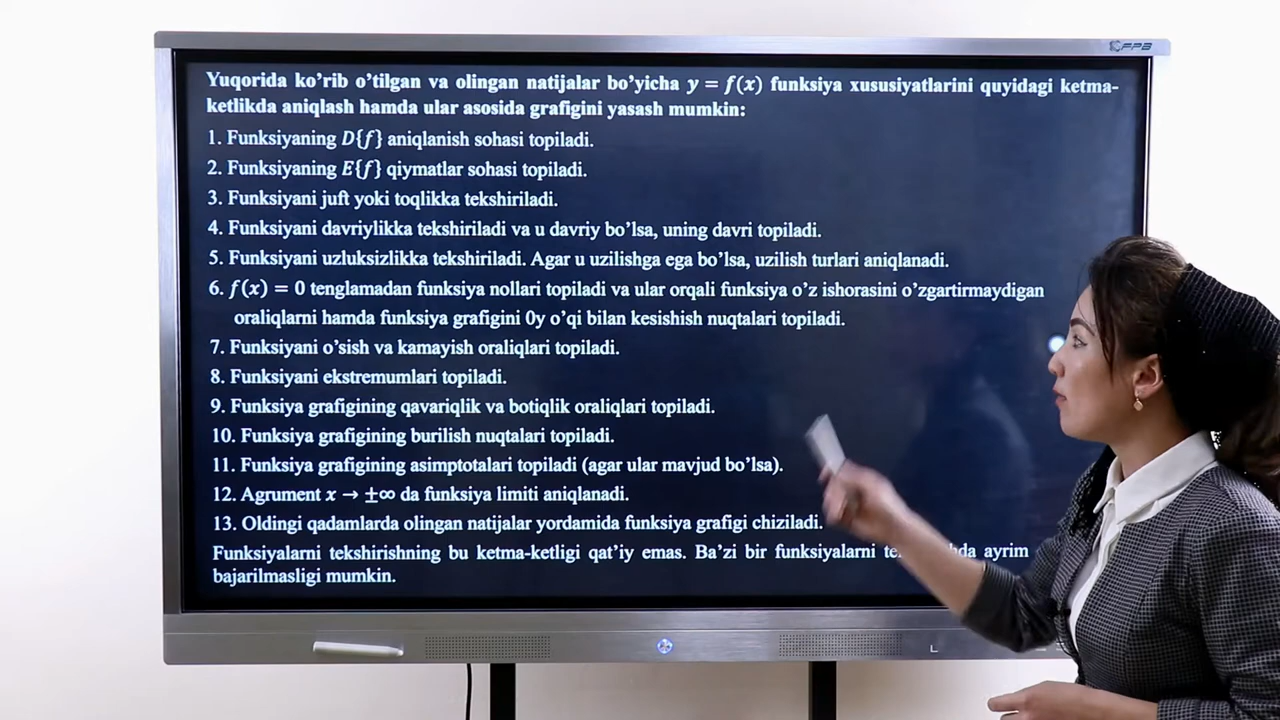 FPB
Yuqorida ko’rib o’tilgan va olingan natijalar bo’yicha y = f(x) funksiya xususiyatlarini quyidagi ketma-
ketlikda aniqlash hamda ular asosida grafigini yasash mumkin:
1. Funksiyaning D{f} aniqlanish sohasi topiladi.
2. Funksiyaning E{f} qiymatlar sohasi topiladi.
3. Funksiyani juft yoki toqlikka tekshiriladi.
4. Funksiyani davriylikka tekshiriladi va u davriy bo’lsa, uning davri topiladi.
5. Funksiyani uzluksizlikka tekshiriladi. Agar u uzilishga ega bo’lsa, uzilish turlari aniqlanadi.
6. f(x) = 0 tenglamadan funksiya nollari topiladi va ular orqali funksiya o’z ishorasini o’zgartirmaydigan
oraliqlarni hamda funksiya grafigini 0y o’qi bilan kesishish nuqtalari topiladi.
7. Funksiyani o’sish va kamayish oraliqlari topiladi.
8. Funksiyani ekstremumlari topiladi.
9. Funksiya grafigining qavariqlik va botiqlik oraliqlari topiladi.
10. Funksiya grafigining burilish nuqtalari topiladi.
11. Funksiya grafigining asimptotalari topiladi (agar ular mavjud bo’lsa).
12. Agrument x → ±∞ da funksiya limiti aniqlanadi.
13. Oldingi qadamlarda olingan natijalar yordamida funksiya grafigi chiziladi.
Funksiyalarni tekshirishning bu ketma-ketligi qat’iy emas. Ba’zi bir funksiyalarni ayrim
bajarilmasligi mumkin.